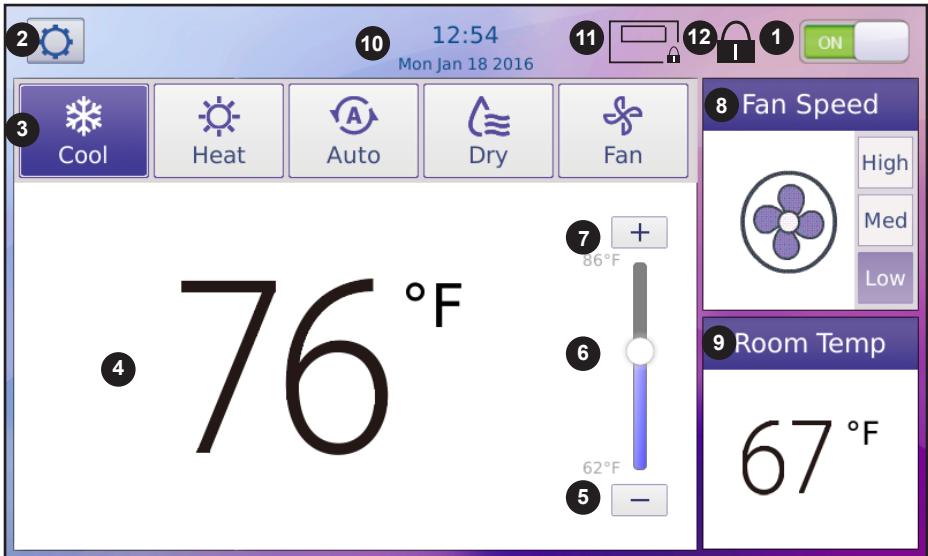 2
10
12:54
Mon Jan 18 2016
11
12
1
ON
3
Cool
Heat
A
Auto
Dry
Fan
8
Fan Speed
High
Med
Low
7
+
86°F
4
76 °F
6
62°F
5
−
9
Room Temp
67 °F